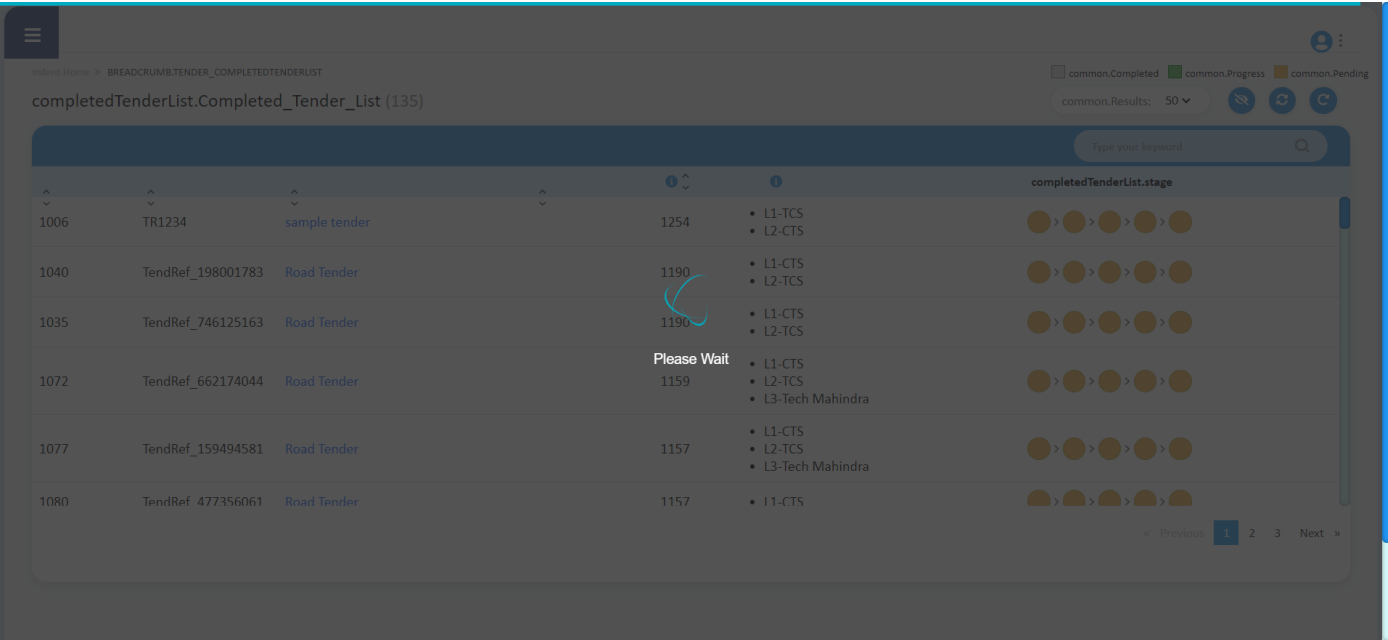 Indent Home » BREADCRUMB.TENDER_COMPLETEDTENDERLIST
common.Completed common.Progress common.Pending
completedTenderList.Completed_Tender_List (135)
common.Results: 50
Type your keyword
completedTenderList.stage
1006 TR1234 sample tender 1254 • L1-TCS
• L2-CTS
1040 TendRef_198001783 Road Tender 1190 • L1-CTS
• L2-TCS
1035 TendRef_746125163 Road Tender 1190 • L1-CTS
• L2-TCS
Please Wait
1072 TendRef_662174044 Road Tender 1159 • L1-CTS
• L2-TCS
• L3-Tech Mahindra
1077 TendRef_159494581 Road Tender 1157 • L1-CTS
• L2-TCS
• L3-Tech Mahindra
1080 TendRef_477356061 Road Tender 1157 • L1-CTS
« Previous 1 2 3 Next »